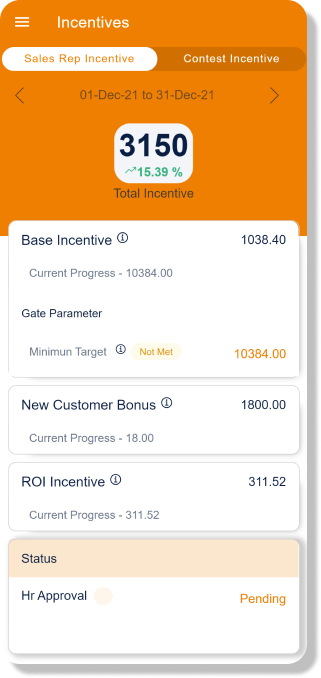 Incentives
Sales Rep Incentive Contest Incentive
01-Dec-21 to 31-Dec-21
3150
15.39 %
Total Incentive
Base Incentive 1038.40
Current Progress - 10384.00
Gate Parameter
Minimun Target Not Met 10384.00
New Customer Bonus 1800.00
Current Progress - 18.00
ROI Incentive 311.52
Current Progress - 311.52
Status
Hr Approval Pending